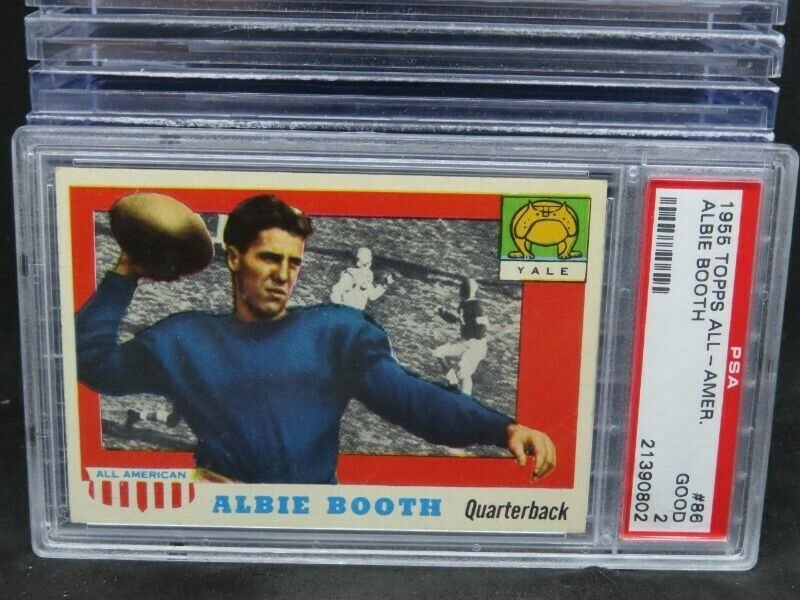 YALE
ALL AMERICAN
ALBIE BOOTH Quarterback
PSA
1955 TOPPS ALL-AMER. #86
ALBIE BOOTH GOOD 2
21390802